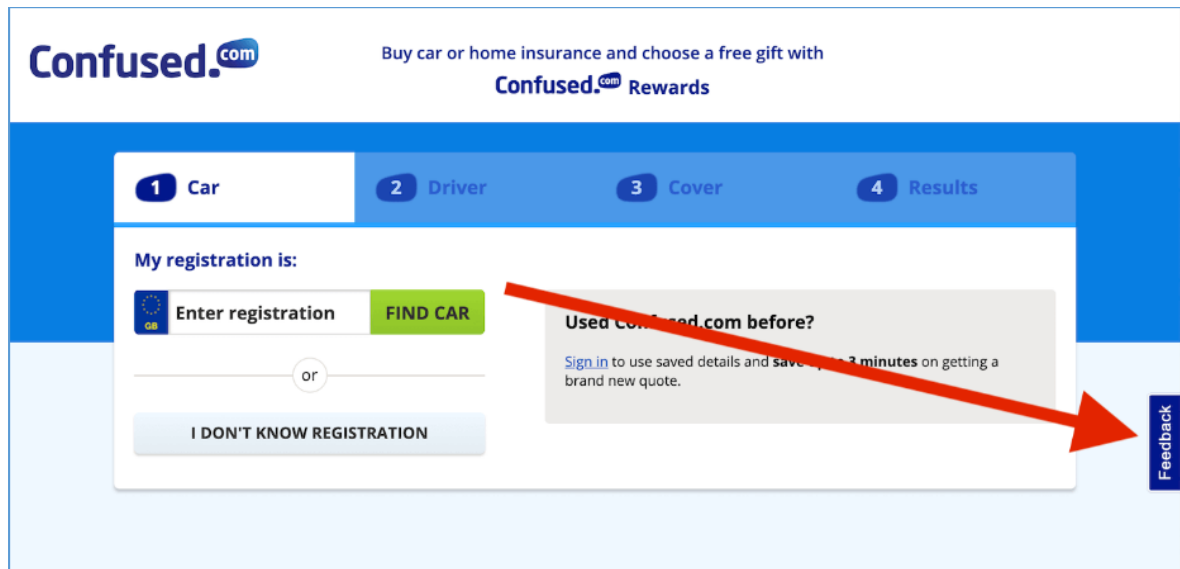 Confused.com
Buy car or home insurance and choose a free gift with
Confused.com Rewards
1 Car
2 Driver
3 Cover
4 Results
My registration is:
GB
Enter registration
FIND CAR
or
I DON'T KNOW REGISTRATION
Used Confused.com before?
Sign in to use saved details and save up to 3 minutes on getting a
brand new quote.
Feedback